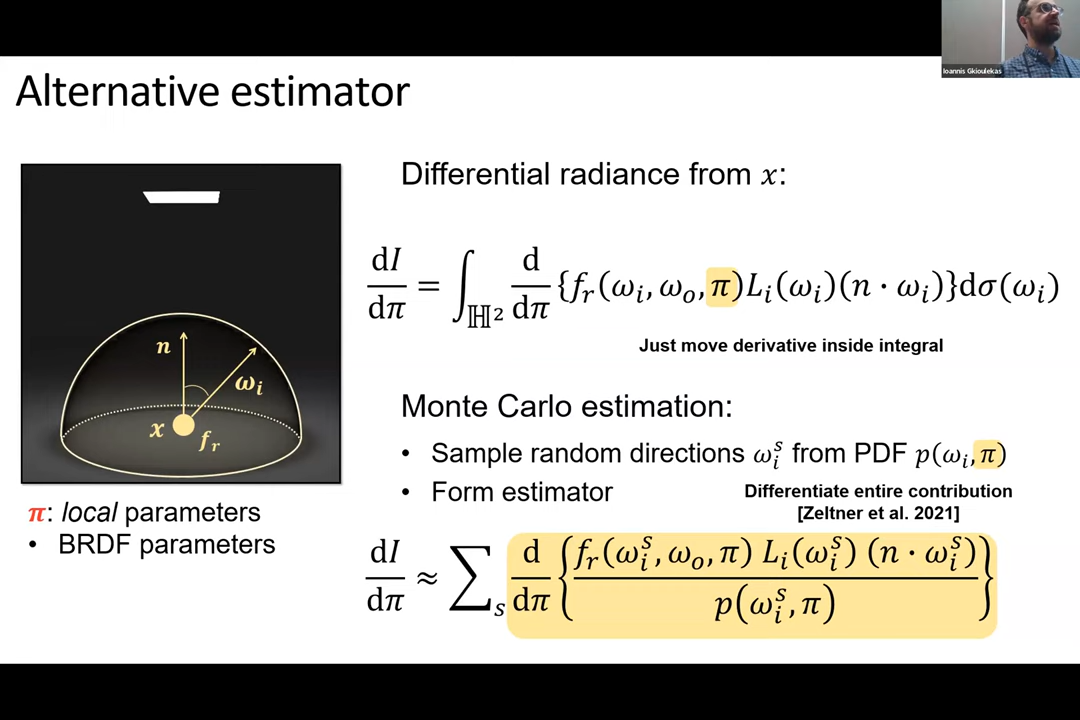 Ioannis Gkioulekas
Alternative estimator
Differential radiance from x:
dI/dπ = ∫_ℍ² d/dπ {f_r(ω_i, ω_o, π)L_i(ω_i)(n · ω_i)}dσ(ω_i)
Just move derivative inside integral
n
ω_i
x
f_r
π: local parameters
• BRDF parameters
Monte Carlo estimation:
• Sample random directions ω_i^s from PDF p(ω_i, π)
• Form estimator
Differentiate entire contribution
[Zeltner et al. 2021]
dI/dπ ≈ ∑_s d/dπ {f_r(ω_i^s, ω_o, π) L_i(ω_i^s) (n · ω_i^s) / p(ω_i^s, π)}